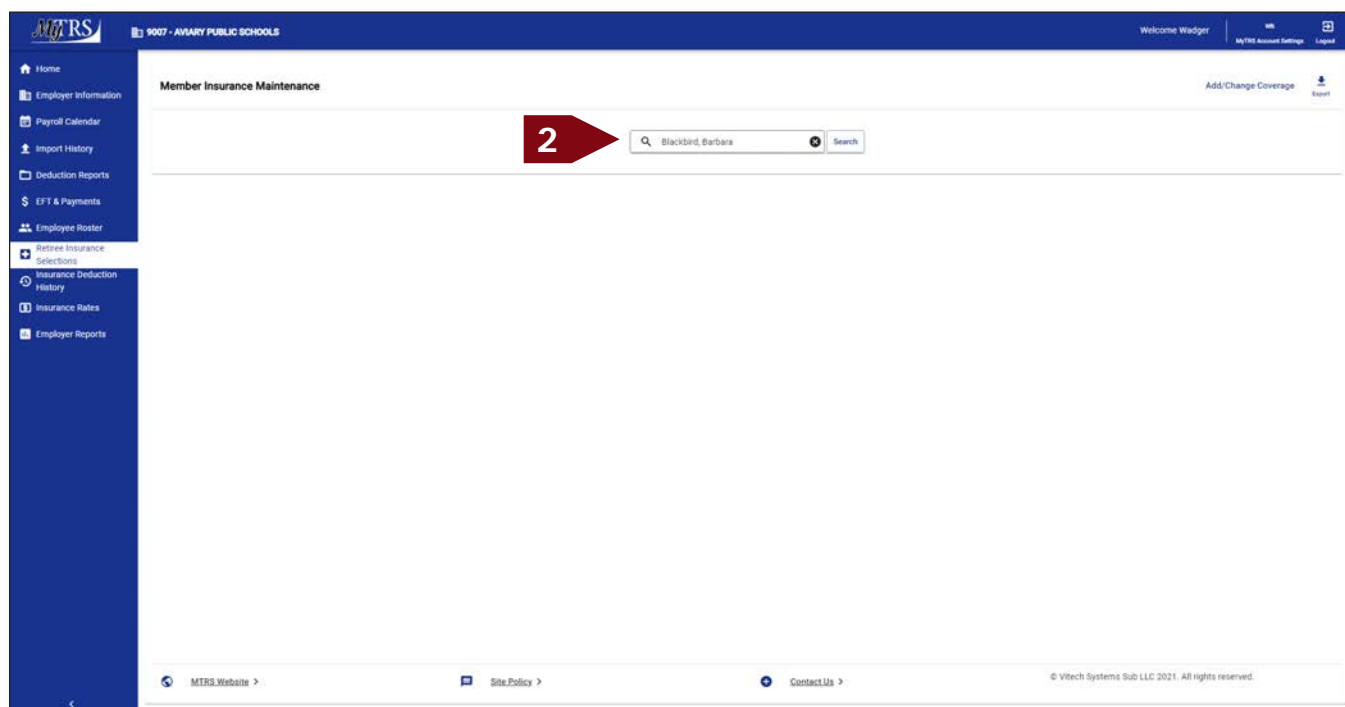 MyTRS
9007 - AVIARY PUBLIC SCHOOLS
Welcome Wadger
WB
MyTRS Account Settings
Logout
Home
Employer Information
Payroll Calendar
Import History
Deduction Reports
EFT & Payments
Employee Roster
Retiree Insurance
Selections
Insurance Deduction
History
Insurance Rates
Employer Reports
Member Insurance Maintenance
Add/Change Coverage
Export
2
Blackbird, Barbara
Search
MTRS Website >
Site Policy >
Contact Us >
© Vitech Systems Sub LLC 2021. All rights reserved.